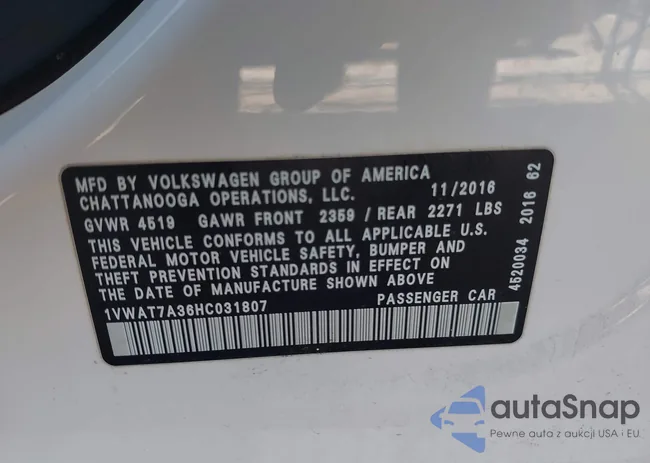 MFD BY VOLKSWAGEN GROUP OF AMERICA
CHATTANOOGA OPERATIONS, LLC. 11/2016
GVWR 4519 GAWR FRONT 2359 / REAR 2271 LBS
THIS VEHICLE CONFORMS TO ALL APPLICABLE U.S.
FEDERAL MOTOR VEHICLE SAFETY, BUMPER AND
THEFT PREVENTION STANDARDS IN EFFECT ON
THE DATE OF MANUFACTURE SHOWN ABOVE
1VWAT7A36HC031807 PASSENGER CAR
4520034 2016 62
autaSnap
Pewne auta z aukcji USA i EU